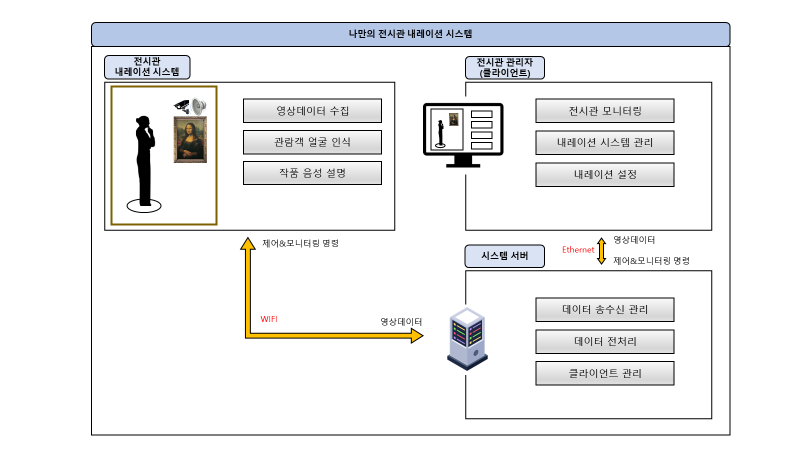 나만의 전시관 내레이션 시스템
전시관
내레이션 시스템
영상데이터 수집
관람객 얼굴 인식
작품 음성 설명
전시관 관리자
(클라이언트)
전시관 모니터링
내레이션 시스템 관리
내레이션 설정
제어&모니터링 명령
WIFI
영상데이터
Ethernet
영상데이터
제어&모니터링 명령
시스템 서버
데이터 송수신 관리
데이터 전처리
클라이언트 관리